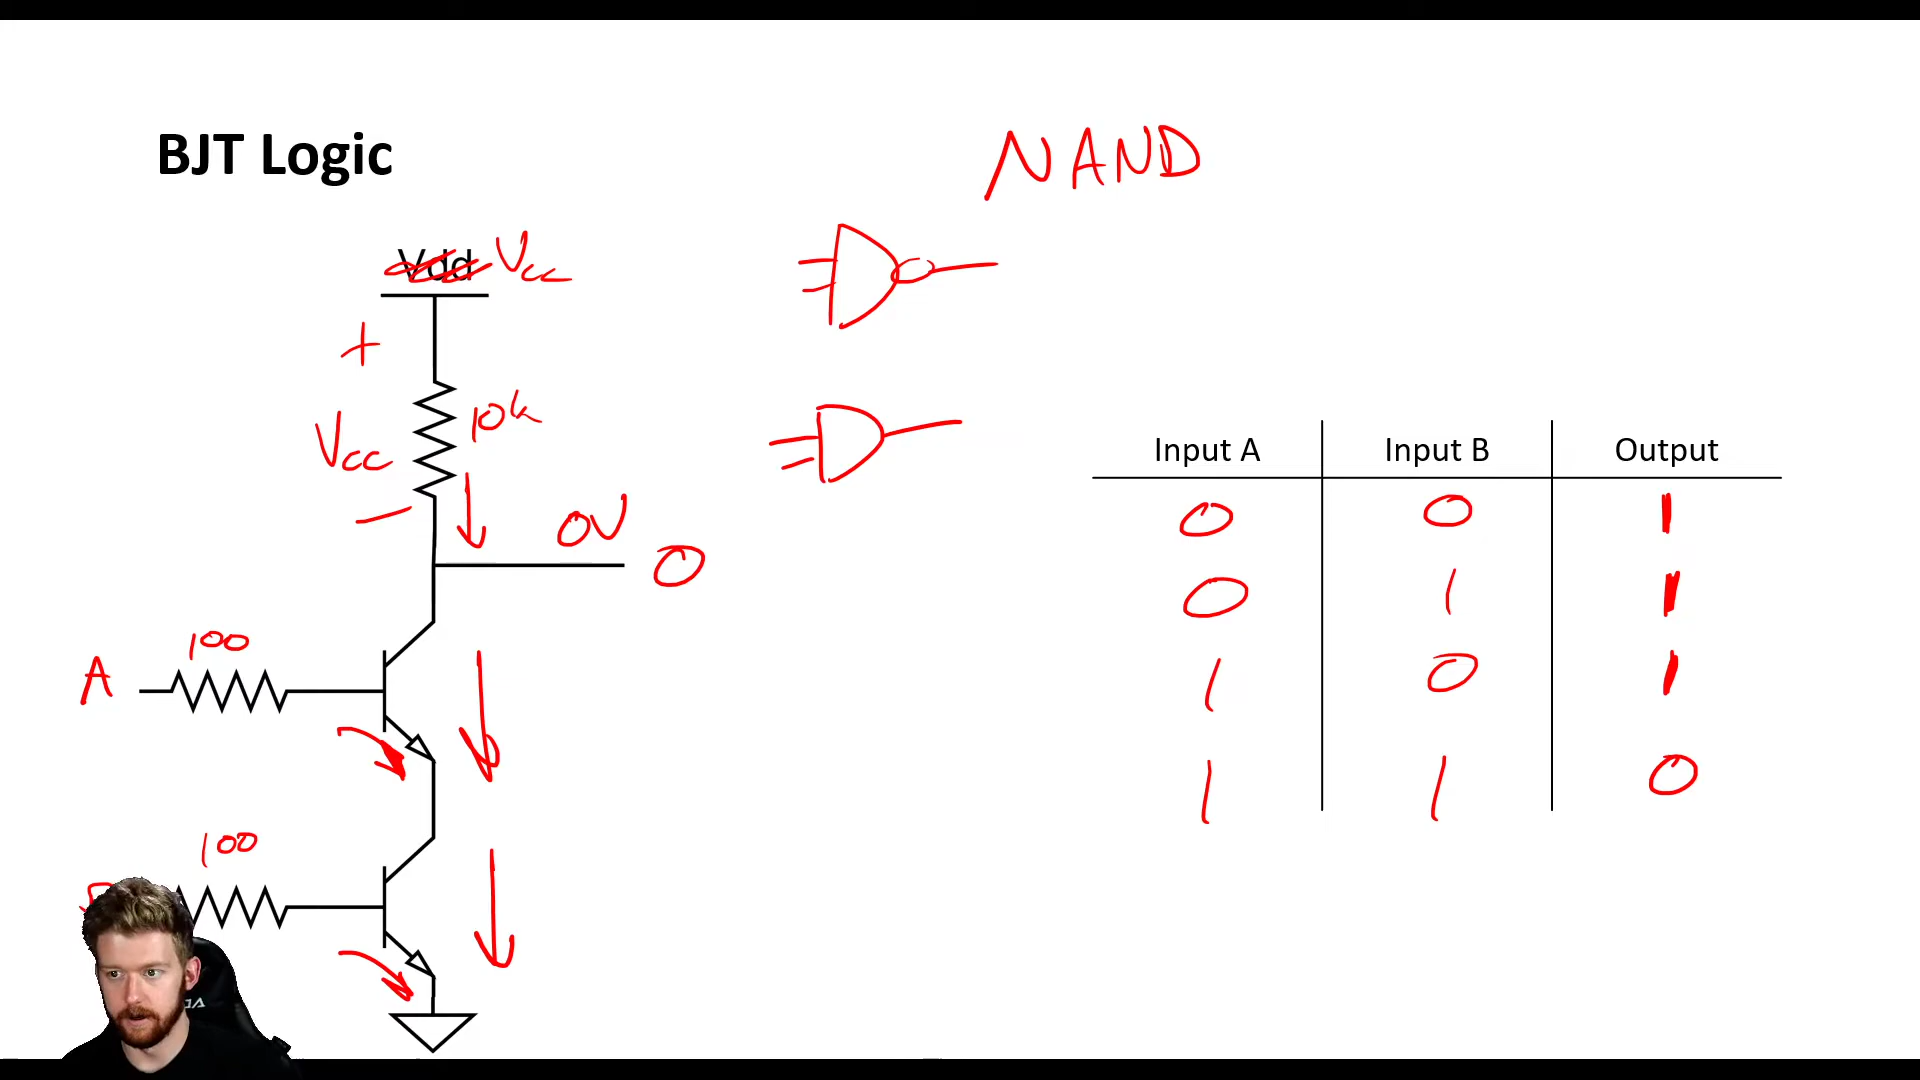 BJT Logic
NAND
Vdd Vcc
+
Vcc
10k
-
0V
0
100
A
100
Input A Input B Output
0 0 1
0 1 1
1 0 1
1 1 0